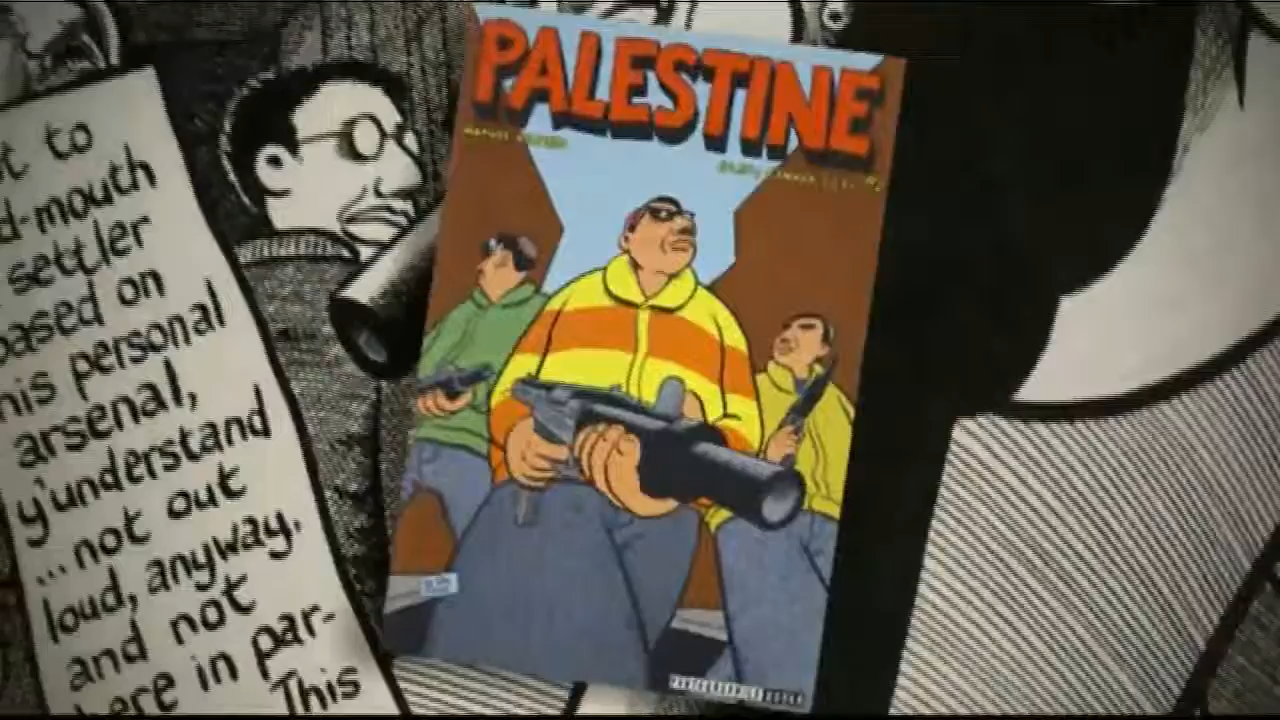 PALESTINE
t to
d-mouth
settler
based on
his personal
arsenal,
y'understand
...not out
loud, anyway.
and not
here in par-
This